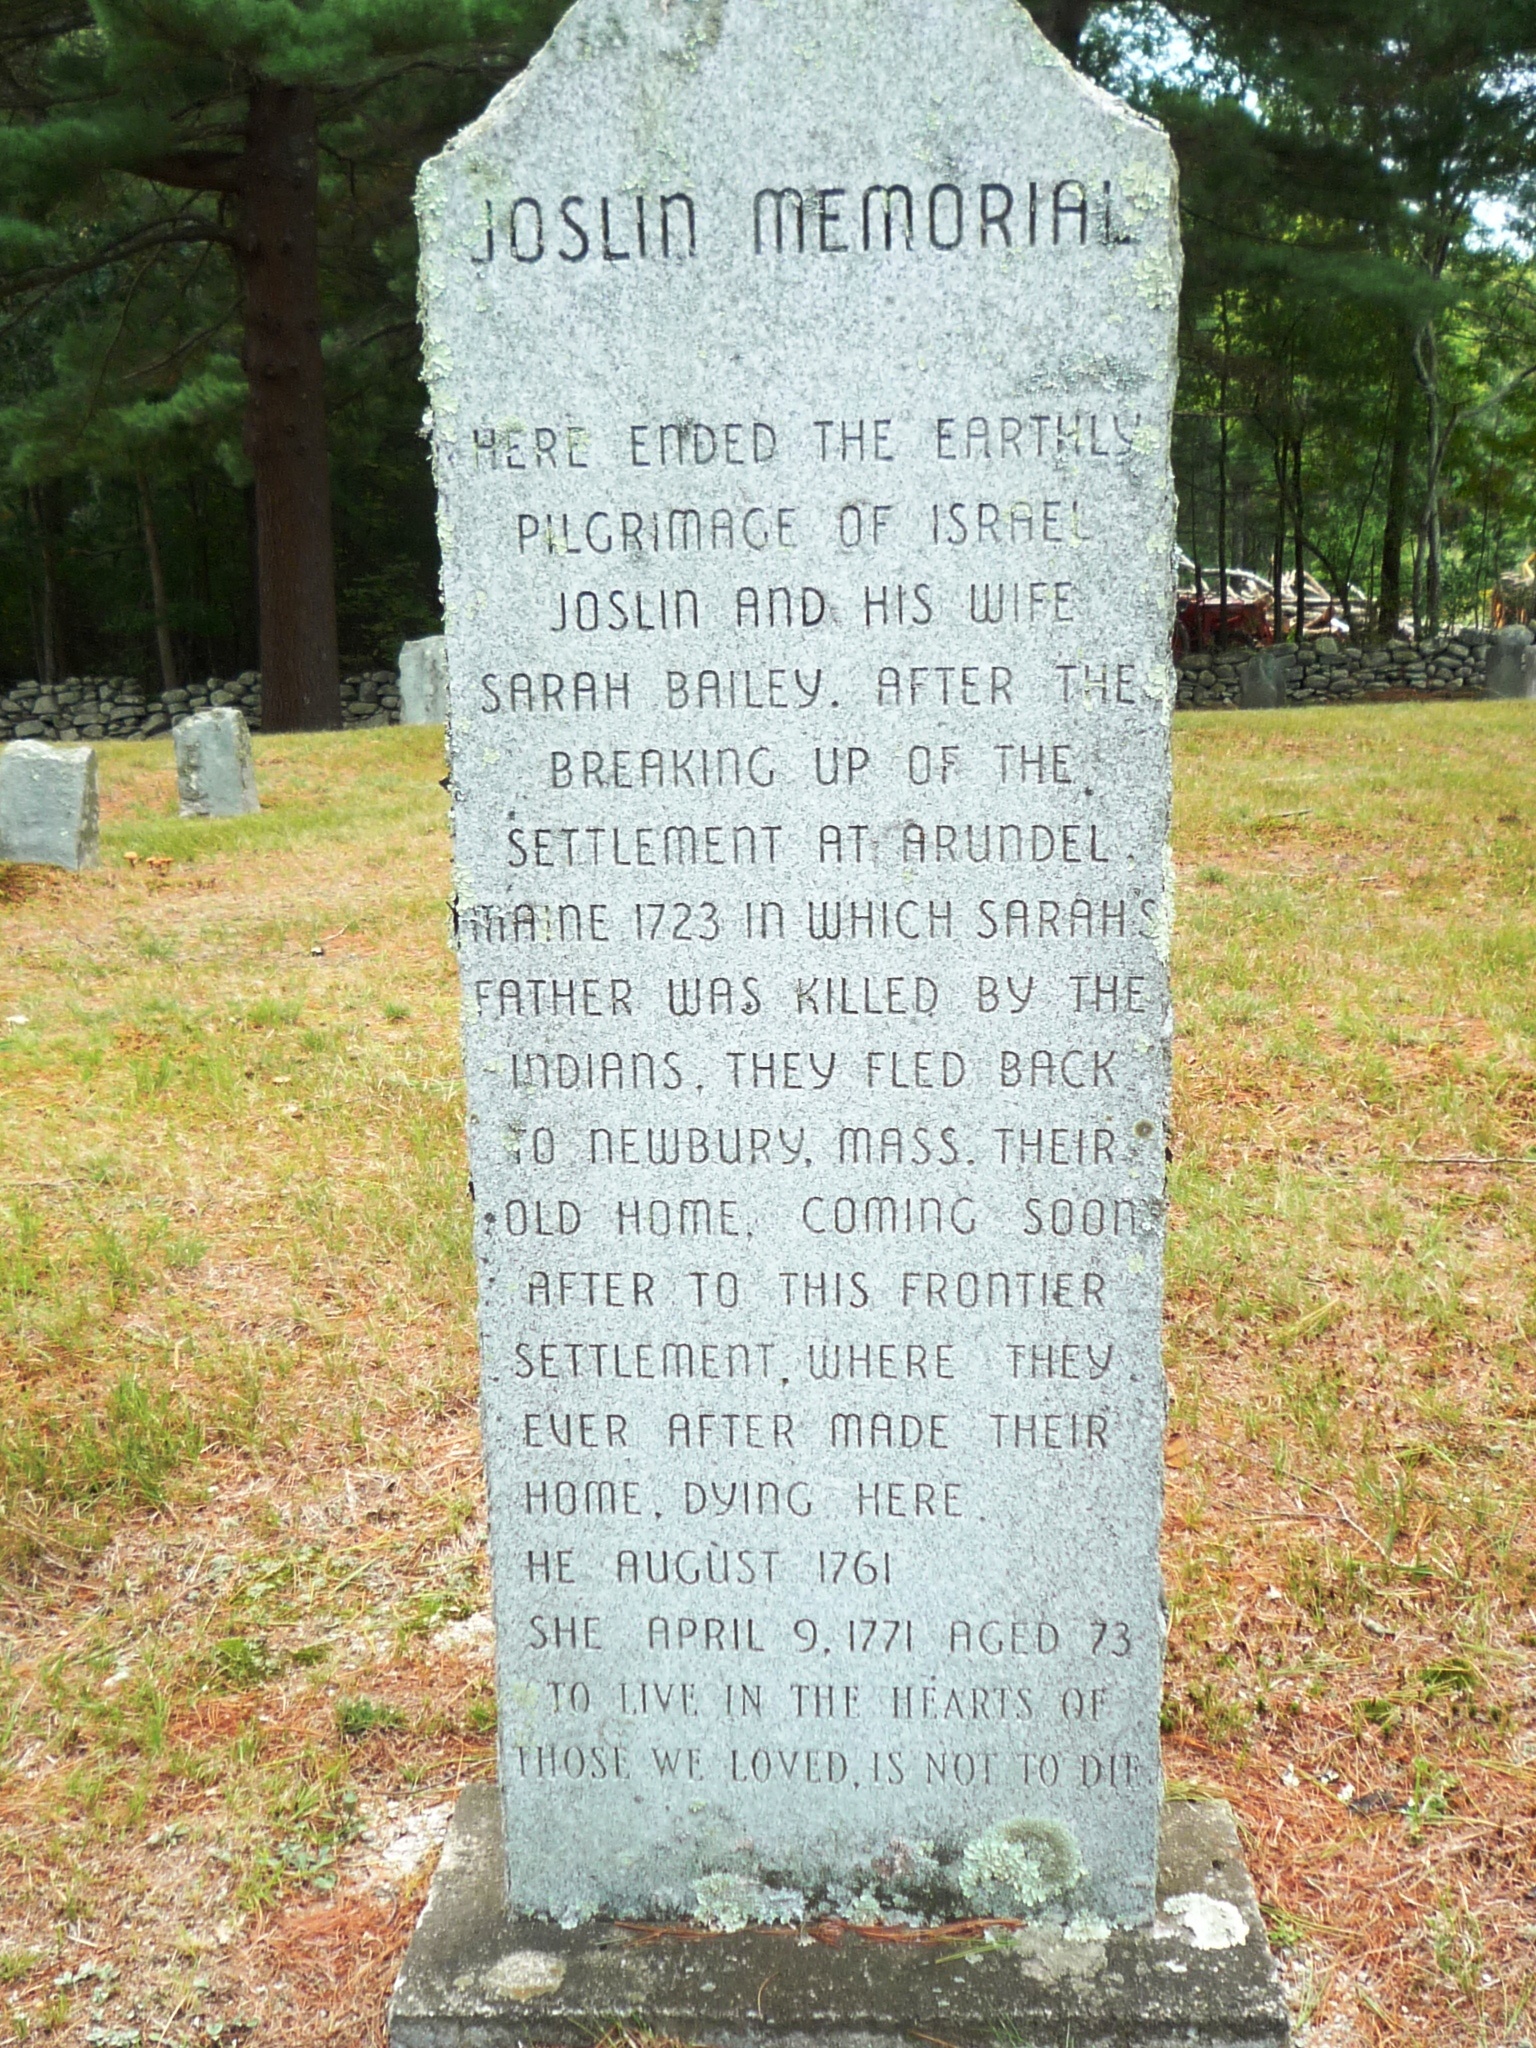 JOSLIN MEMORIAL
HERE ENDED THE EARTHLY
PILGRIMAGE OF ISRAEL
JOSLIN AND HIS WIFE
SARAH BAILEY. AFTER THE
BREAKING UP OF THE
SETTLEMENT AT ARUNDEL,
MAINE 1723 IN WHICH SARAH'S
FATHER WAS KILLED BY THE
INDIANS, THEY FLED BACK
TO NEWBURY, MASS. THEIR
OLD HOME, COMING SOON
AFTER TO THIS FRONTIER
SETTLEMENT, WHERE THEY
EVER AFTER MADE THEIR
HOME, DYING HERE.
HE AUGUST 1761
SHE APRIL 9, 1771 AGED 73
TO LIVE IN THE HEARTS OF
THOSE WE LOVED, IS NOT TO DIE